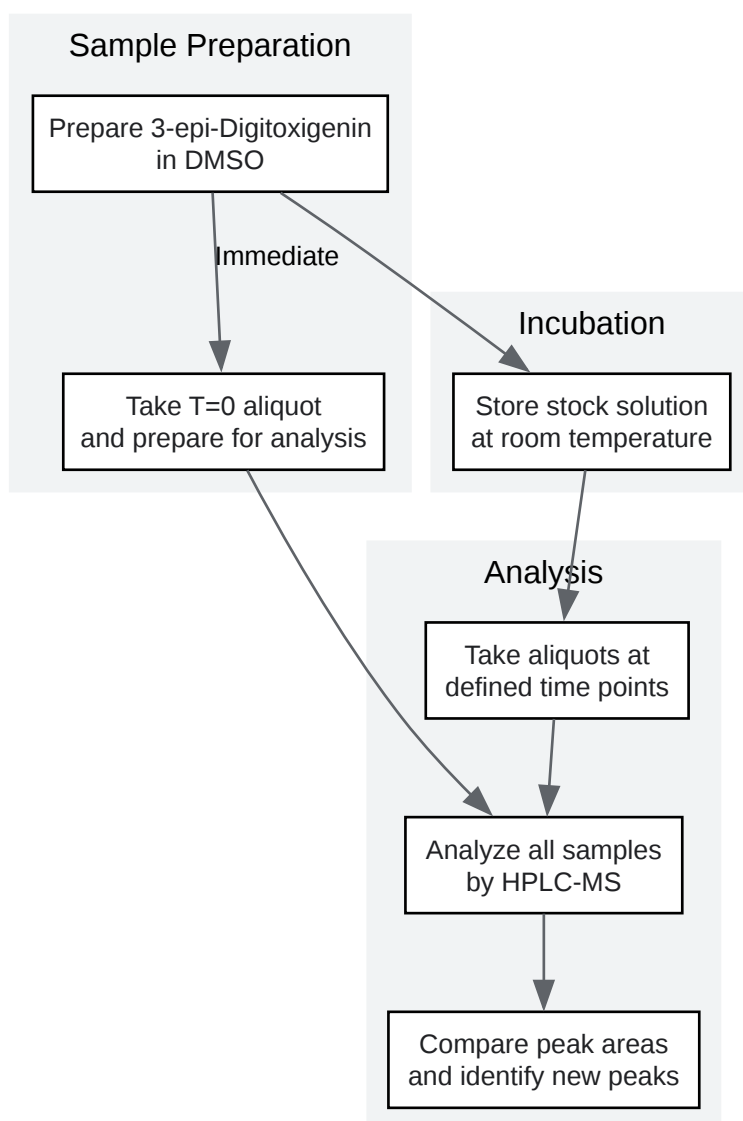 Sample Preparation
Prepare 3-epi-Digitoxigenin
in DMSO
Immediate
Incubation
Take T=0 aliquot
and prepare for analysis
Store stock solution
at room temperature
Analysis
Take aliquots at
defined time points
Analyze all samples
by HPLC-MS
Compare peak areas
and identify new peaks